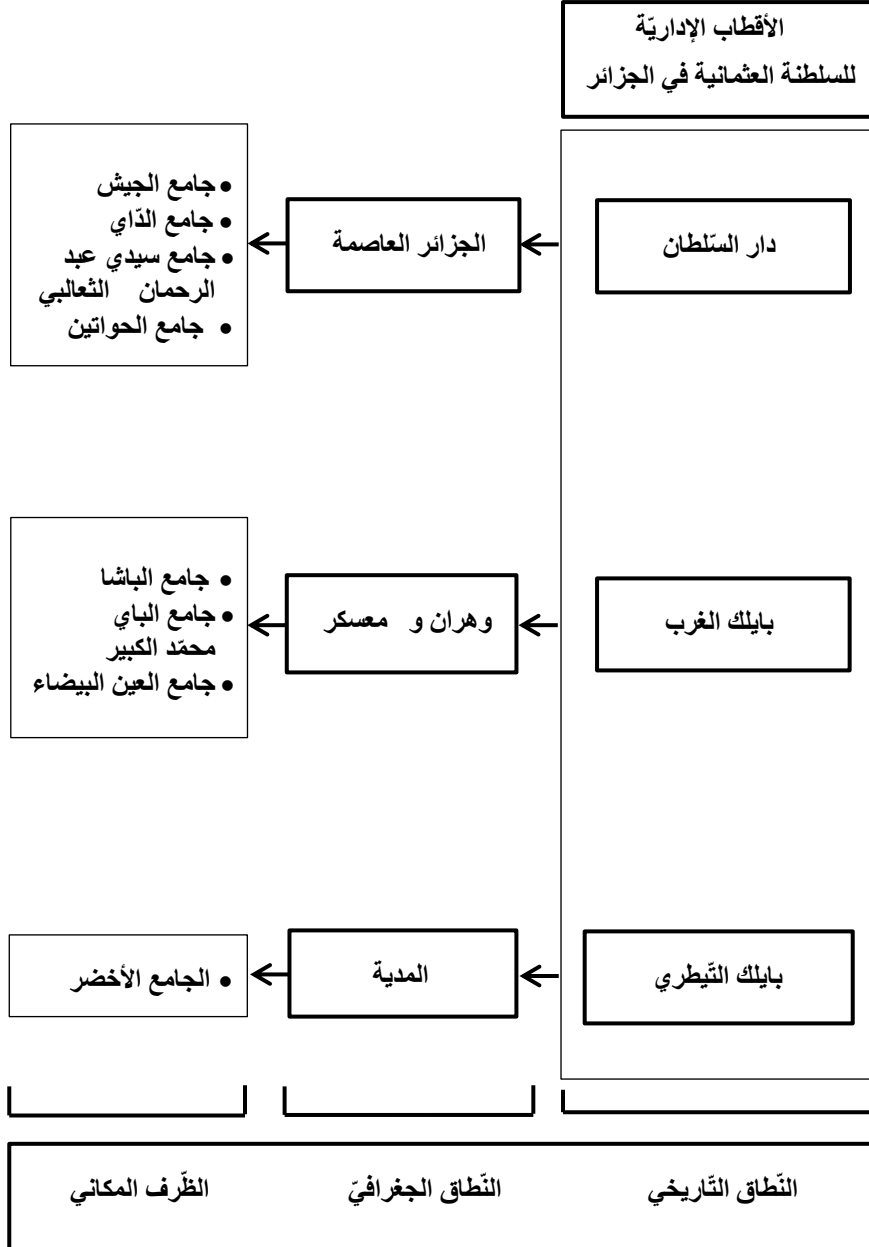 الأقطاب الإداريّة
للسلطنة العثمانية في الجزائر
دار السّلطان
الجزائر العاصمة
• جامع الجيش
• جامع الدّاي
• جامع سيدي عبد
الرحمان الثعالبي
• جامع الحواتين
بايلك الغرب
وهران و معسكر
• جامع الباشا
• جامع الباي
محمّد الكبير
• جامع العين البيضاء
بايلك التّيطري
المدية
• الجامع الأخضر
النّطاق التّاريخي
النّطاق الجغرافيّ
الظّرف المكاني